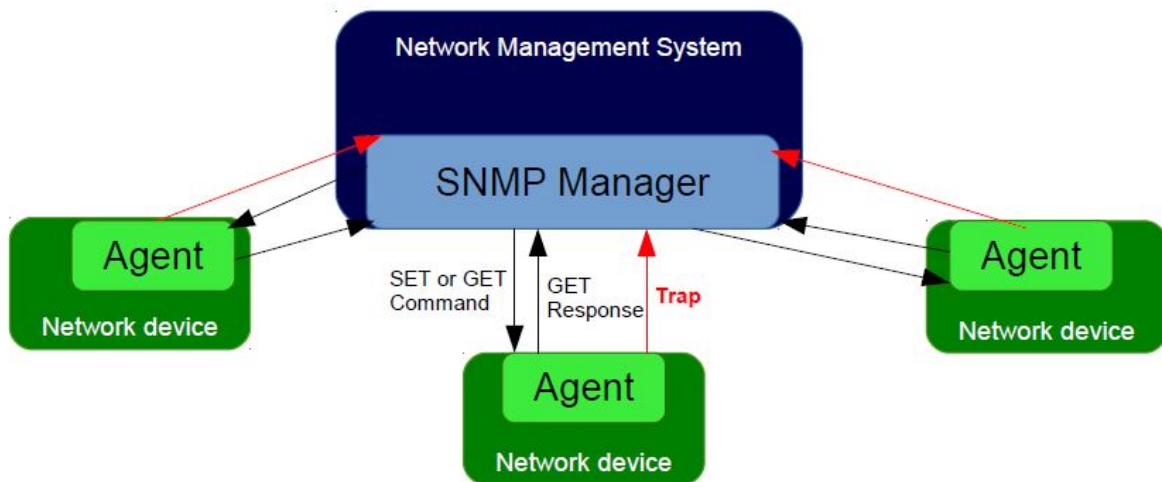 Network Management System
SNMP Manager
Agent
Network device
SET or GET
Command
GET
Response
Trap
Agent
Network device
Agent
Network device